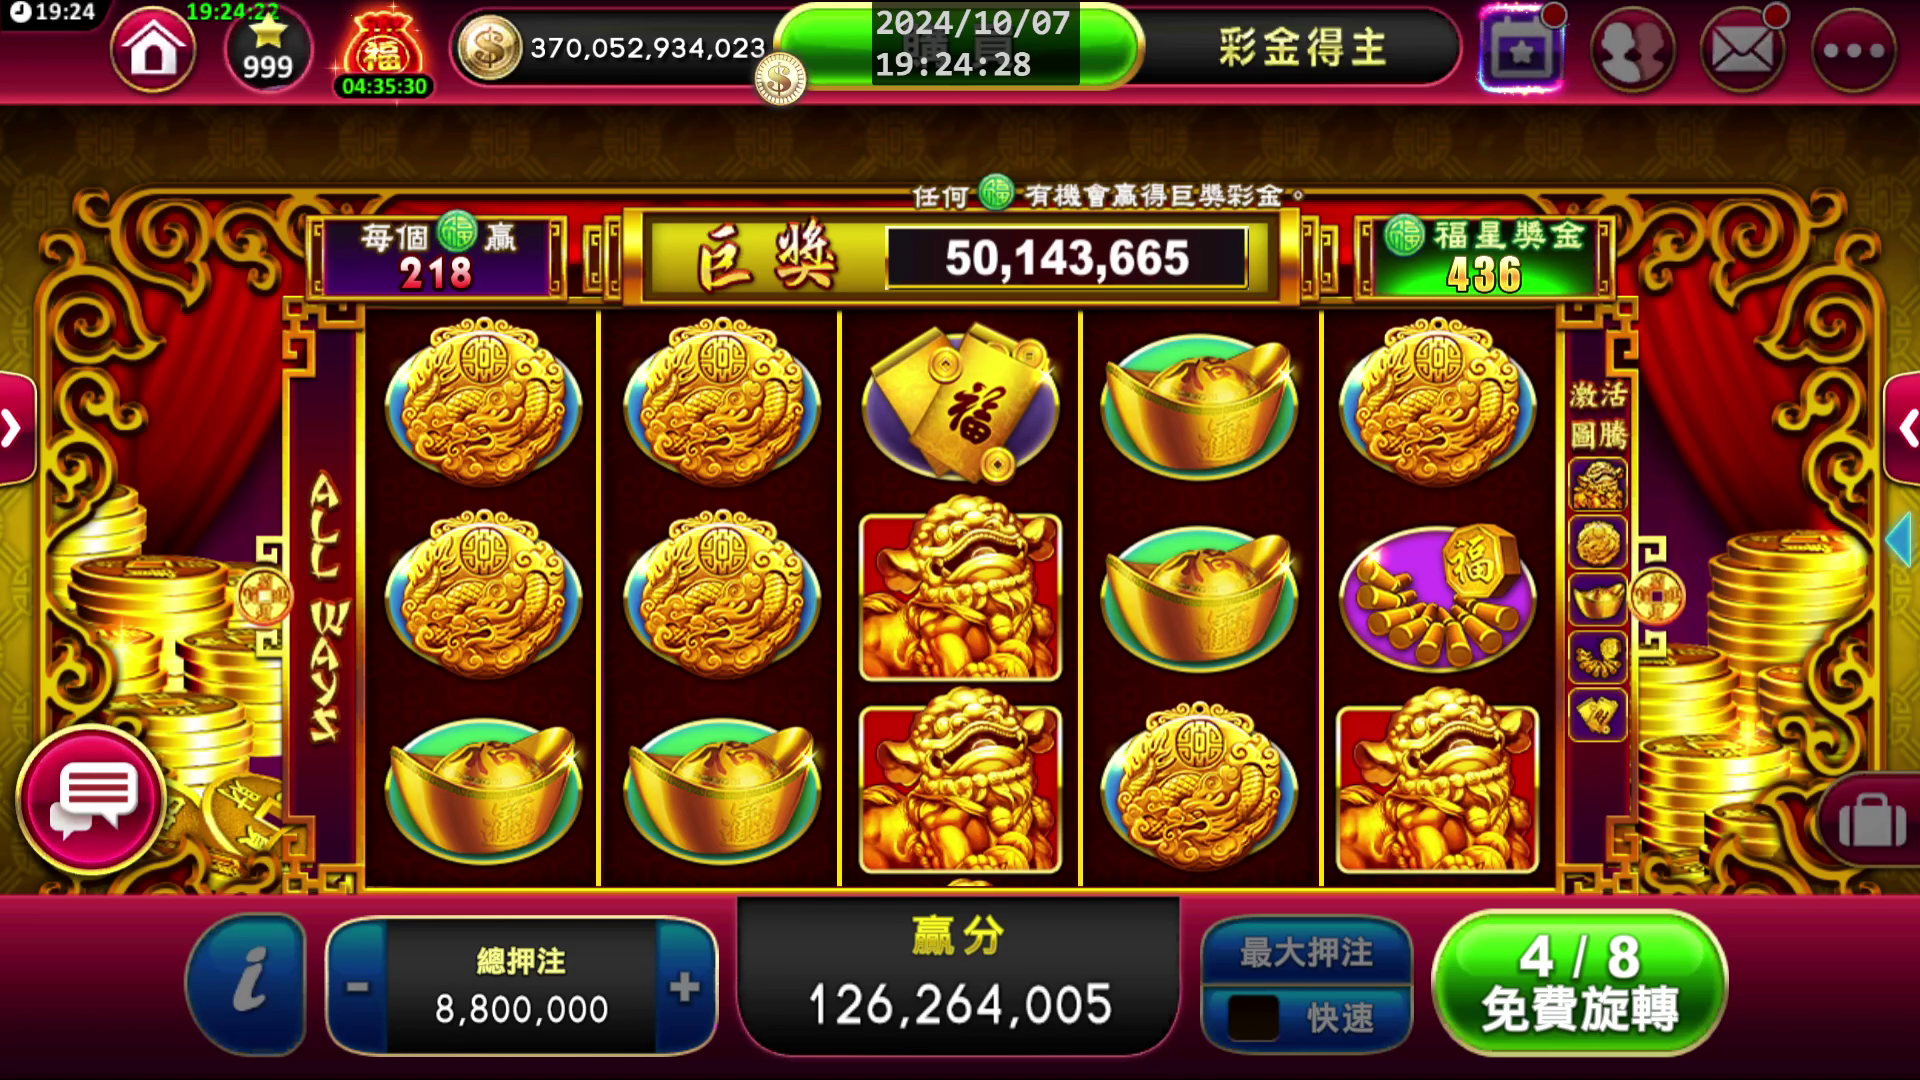 19:24
19:24:22
2024/10/07
19:24:28
999
福
04:35:30
370,052,934,023
彩金得主
任何 福 有機會贏得巨獎彩金。
每個 福 贏
218
巨獎
50,143,665
福 福星獎金
436
福
激活
圖騰
福
ALL WAYS
總押注
8,800,000
贏分
126,264,005
最大押注
快速
4 / 8
免費旋轉